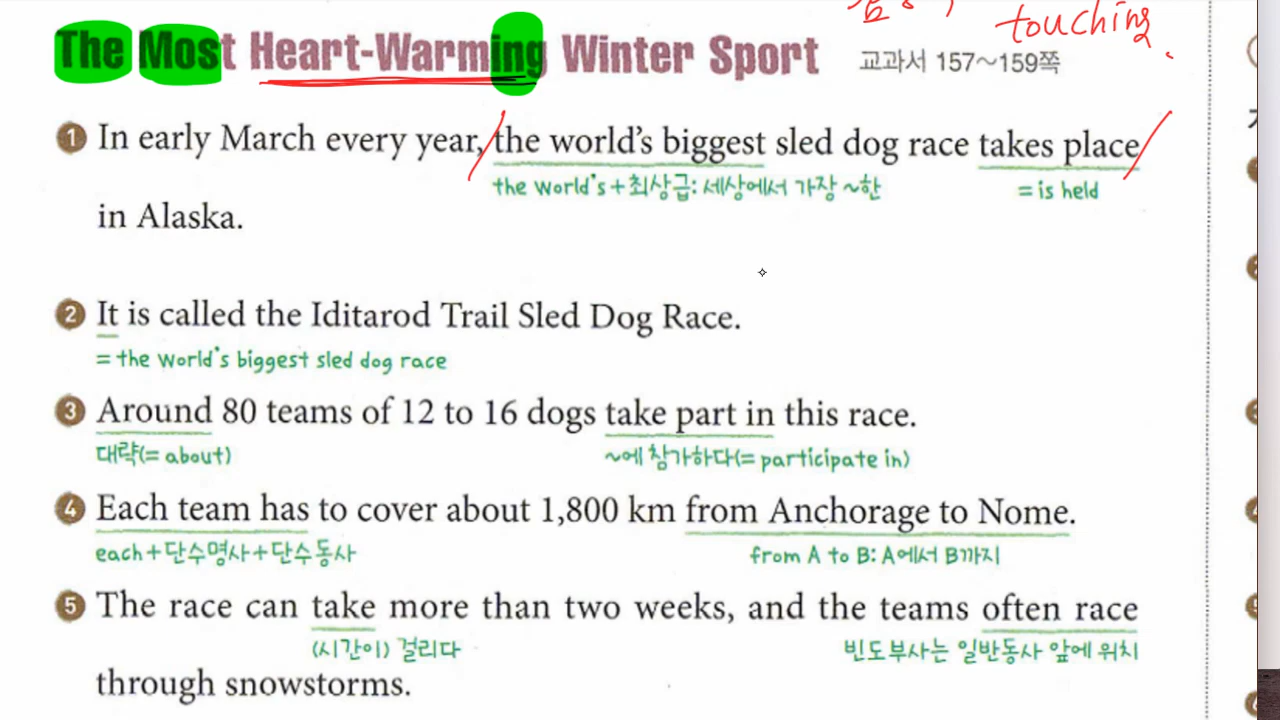 touching.
The Most Heart-Warming Winter Sport 교과서 157~159쪽
1 In early March every year, the world's biggest sled dog race takes place
the world's + 최상급: 세상에서 가장 ~한 = is held
in Alaska.
2 It is called the Iditarod Trail Sled Dog Race.
= the world's biggest sled dog race
3 Around 80 teams of 12 to 16 dogs take part in this race.
대략(= about) ~에 참가하다(= participate in)
4 Each team has to cover about 1,800 km from Anchorage to Nome.
each+단수명사+단수동사 from A to B: A에서 B까지
5 The race can take more than two weeks, and the teams often race
(시간이) 걸리다 빈도부사는 일반동사 앞에 위치
through snowstorms.